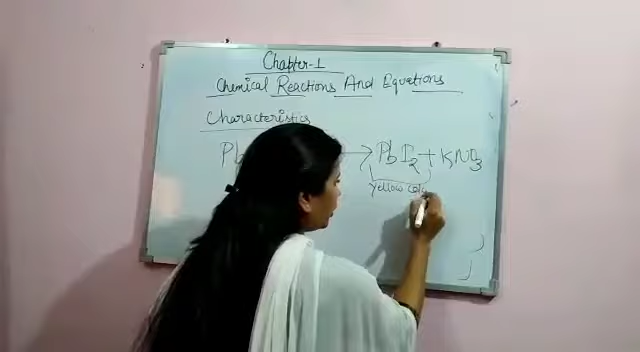 Chapter-1
Chemical Reactions And Equations
Characteristics
Pb → PbI2 + KNO3
Yellow col